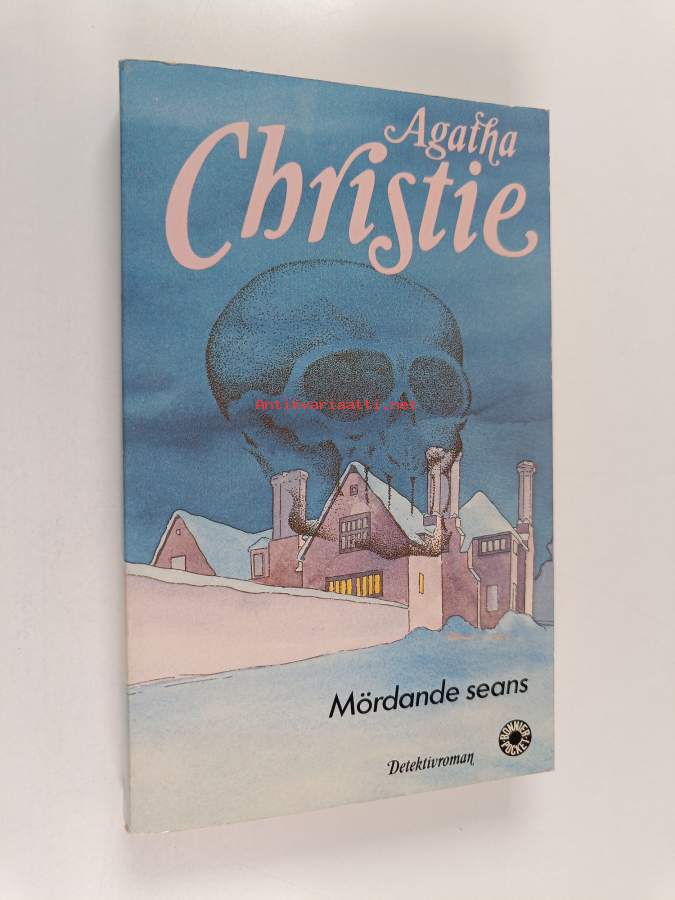 Agatha
Christie
Antikvariaatti.net
Mördande seans
BONNIER
POCKET
Detektivroman